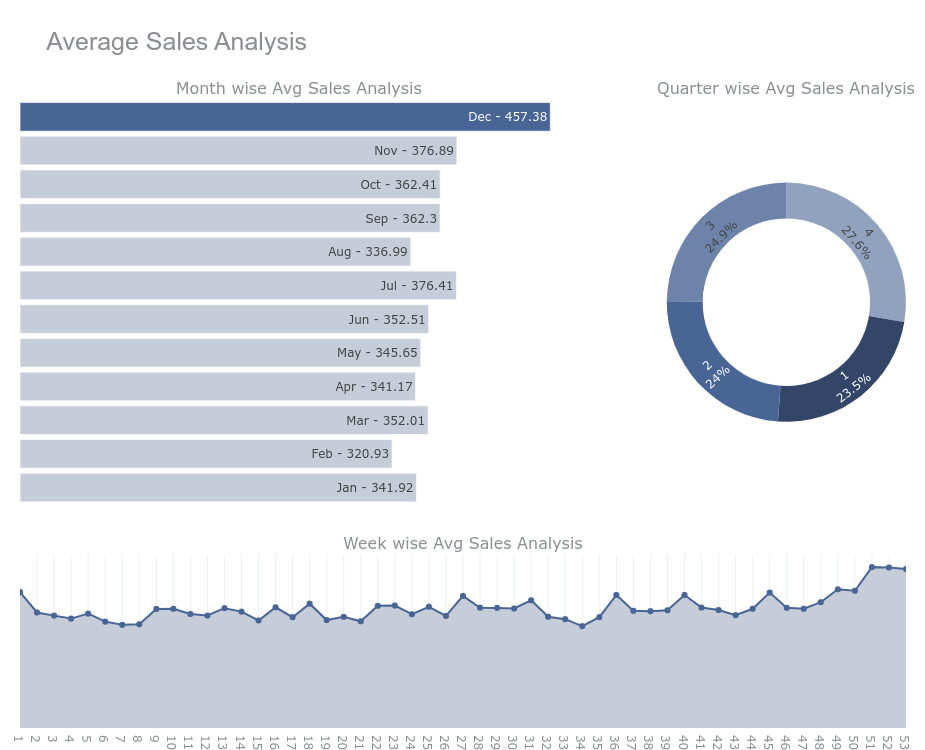 Average Sales Analysis
Month wise Avg Sales Analysis
Quarter wise Avg Sales Analysis
Dec - 457.38
Nov - 376.89
Oct - 362.41
Sep - 362.3
Aug - 336.99
Jul - 376.41
Jun - 352.51
May - 345.65
Apr - 341.17
Mar - 352.01
Feb - 320.93
Jan - 341.92
3
24.9%
4
27.6%
2
24%
1
23.5%
Week wise Avg Sales Analysis
1 2 3 4 5 6 7 8 9 10 11 12 13 14 15 16 17 18 19 20 21 22 23 24 25 26 27 28 29 30 31 32 33 34 35 36 37 38 39 40 41 42 43 44 45 46 47 48 49 50 51 52 53